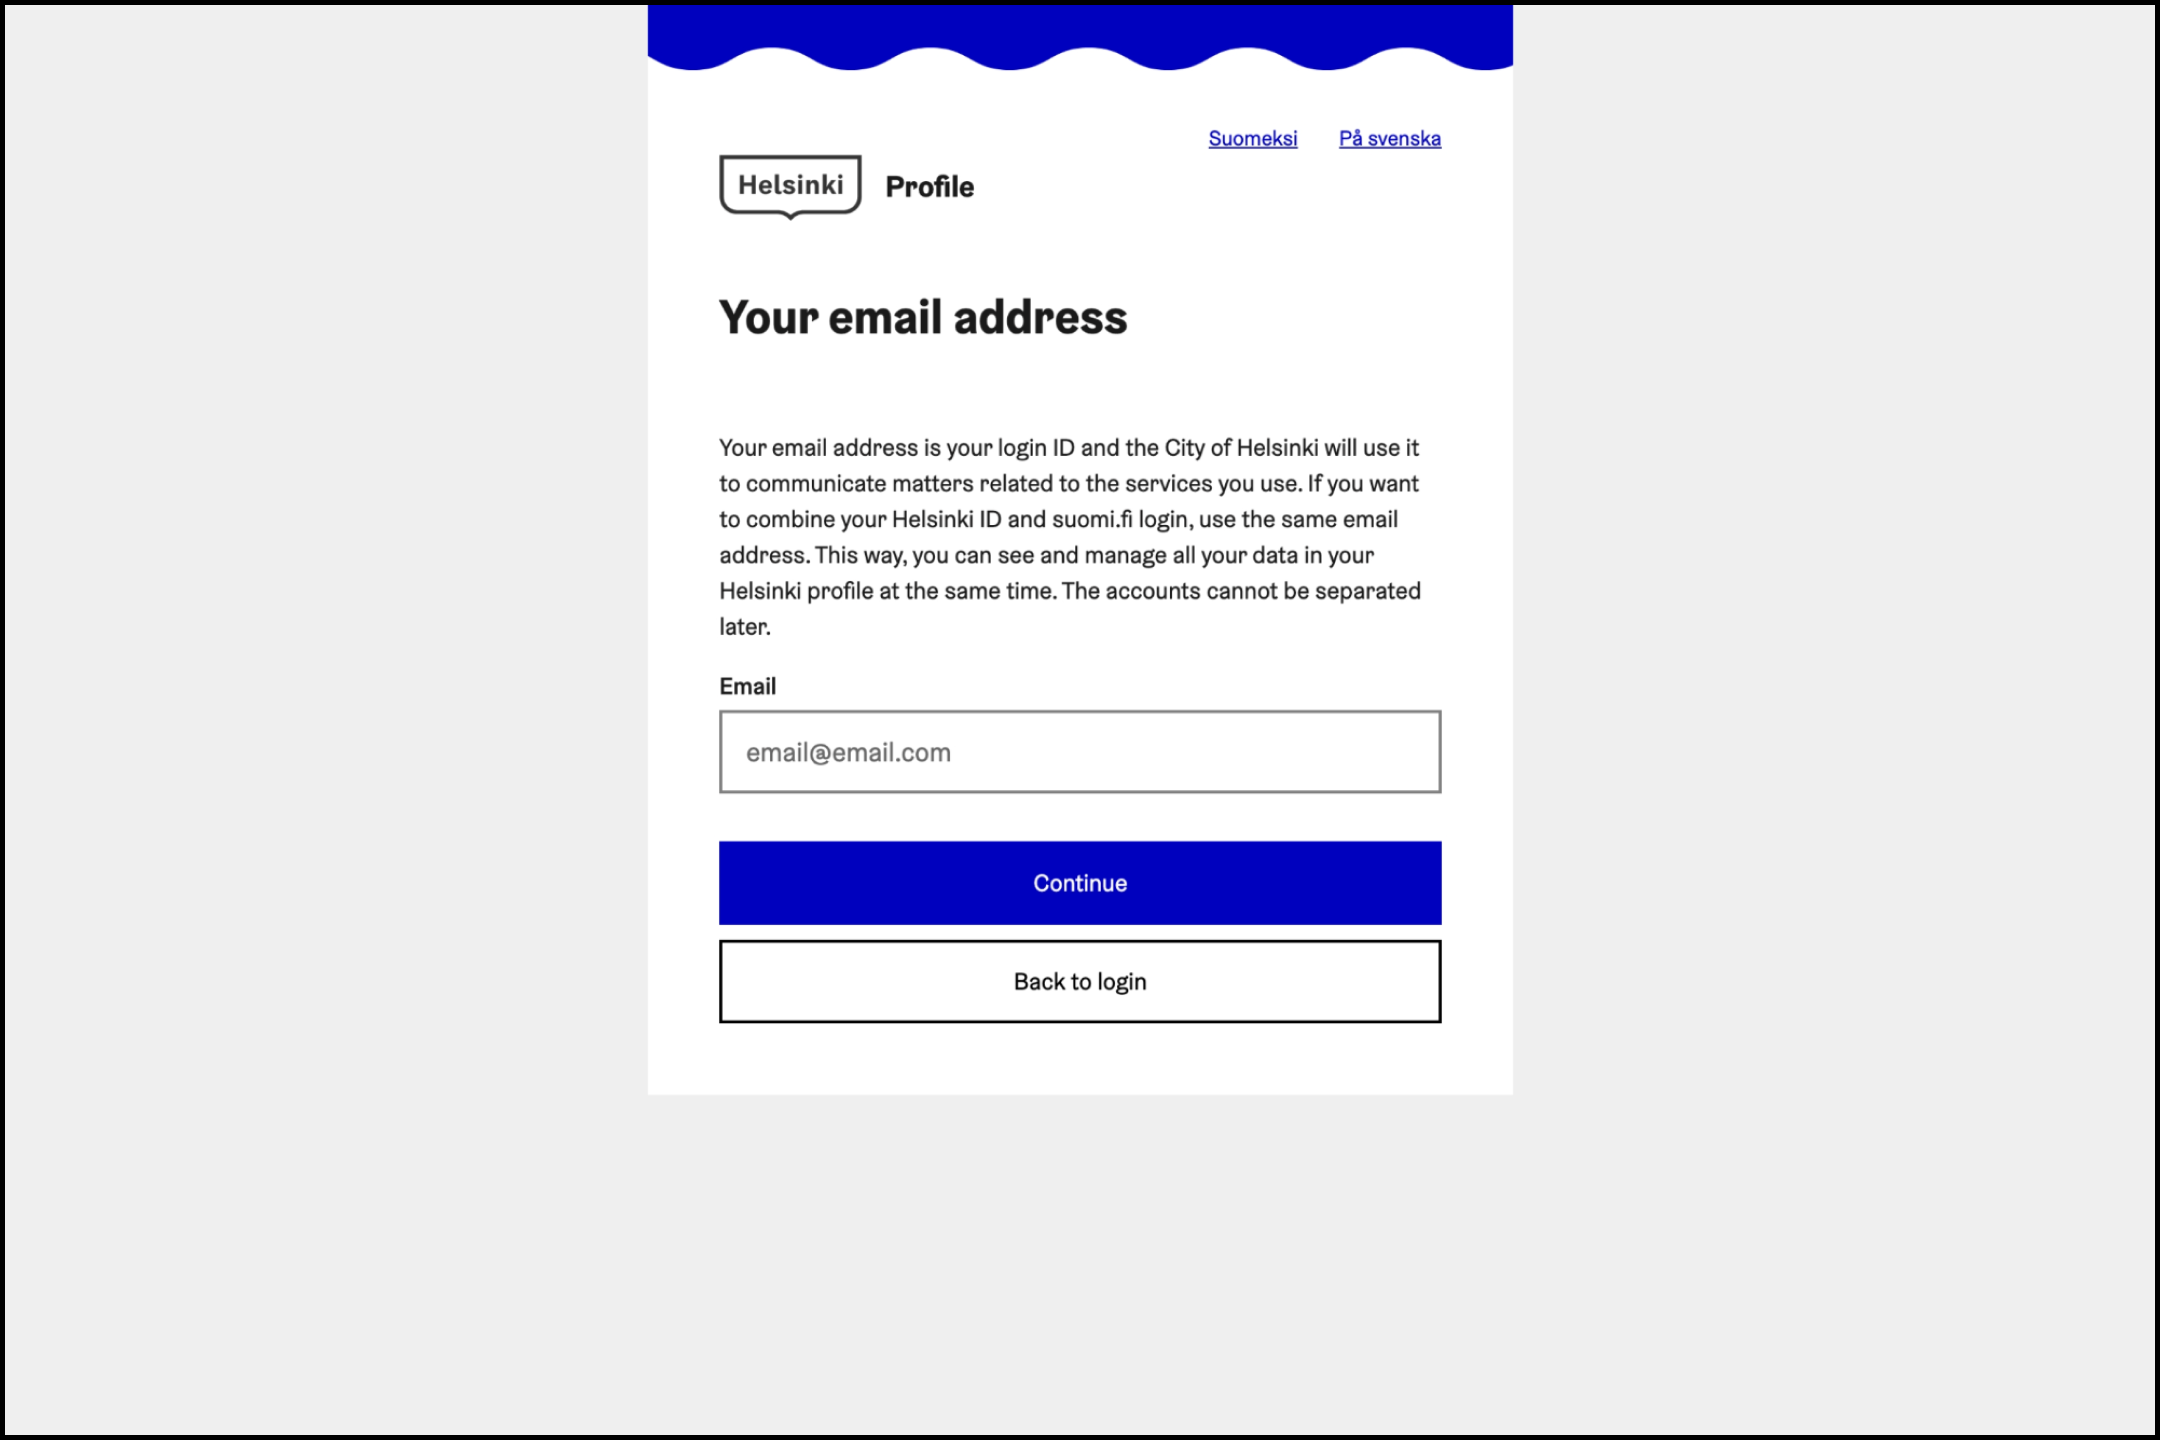 Suomeksi På svenska
Helsinki Profile
Your email address
Your email address is your login ID and the City of Helsinki will use it
to communicate matters related to the services you use. If you want
to combine your Helsinki ID and suomi.fi login, use the same email
address. This way, you can see and manage all your data in your
Helsinki profile at the same time. The accounts cannot be separated
later.
Email
email@email.com
Continue
Back to login